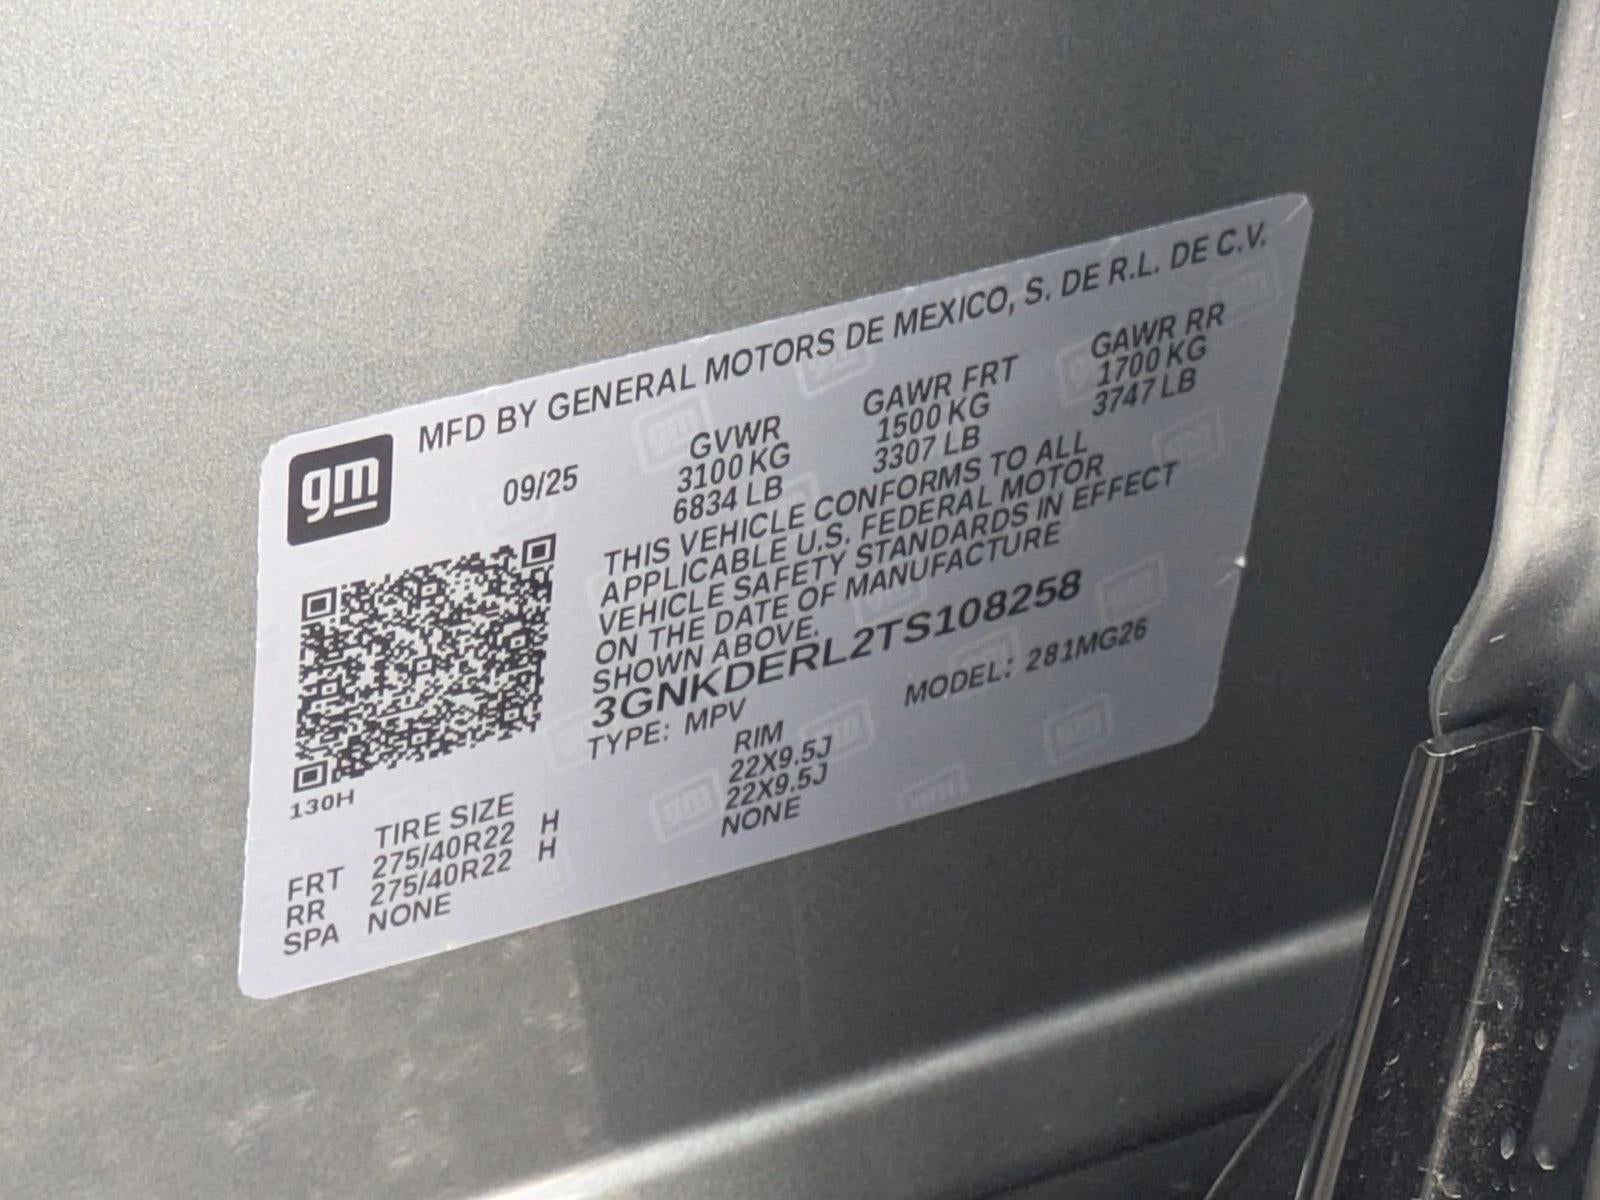 MFD BY GENERAL MOTORS DE MEXICO, S. DE R.L. DE C.V.
gm
09/25
GVWR GAWR FRT GAWR RR
3100 KG 1500 KG 1700 KG
6834 LB 3307 LB 3747 LB
THIS VEHICLE CONFORMS TO ALL
APPLICABLE U.S. FEDERAL MOTOR
VEHICLE SAFETY STANDARDS IN EFFECT
ON THE DATE OF MANUFACTURE
SHOWN ABOVE.
3GNKDERL2TS108258
TYPE: MPV MODEL: 281MG26
130H
TIRE SIZE RIM
FRT 275/40R22 H 22X9.5J
RR 275/40R22 H 22X9.5J
SPA NONE NONE